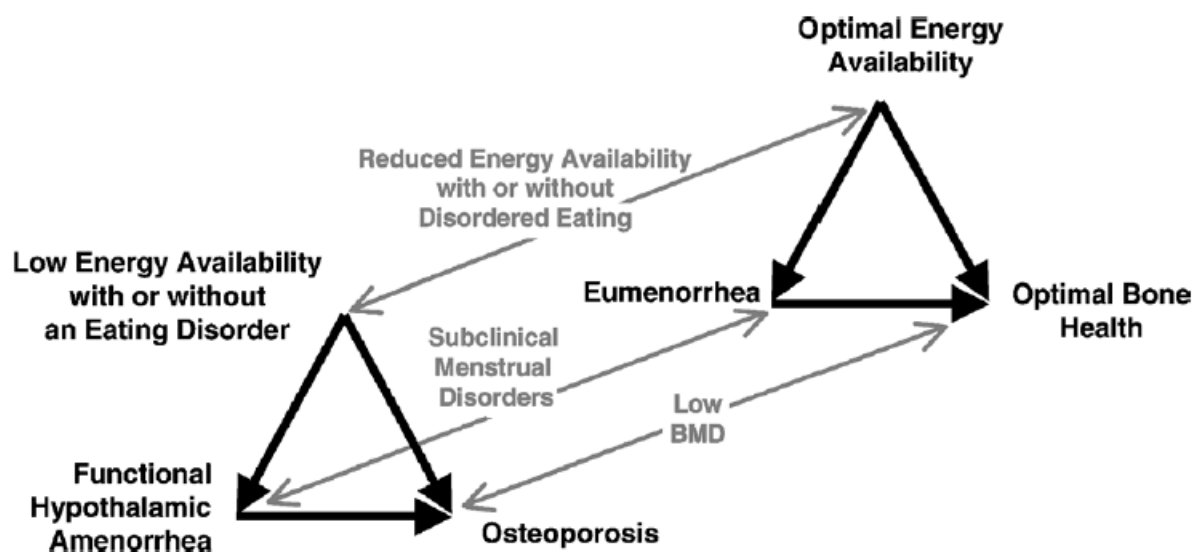 Optimal Energy
Availability
Reduced Energy Availability
with or without
Disordered Eating
Low Energy Availability
with or without
an Eating Disorder
Eumenorrhea
Optimal Bone
Health
Subclinical
Menstrual
Disorders
Low
BMD
Functional
Hypothalamic
Amenorrhea
Osteoporosis